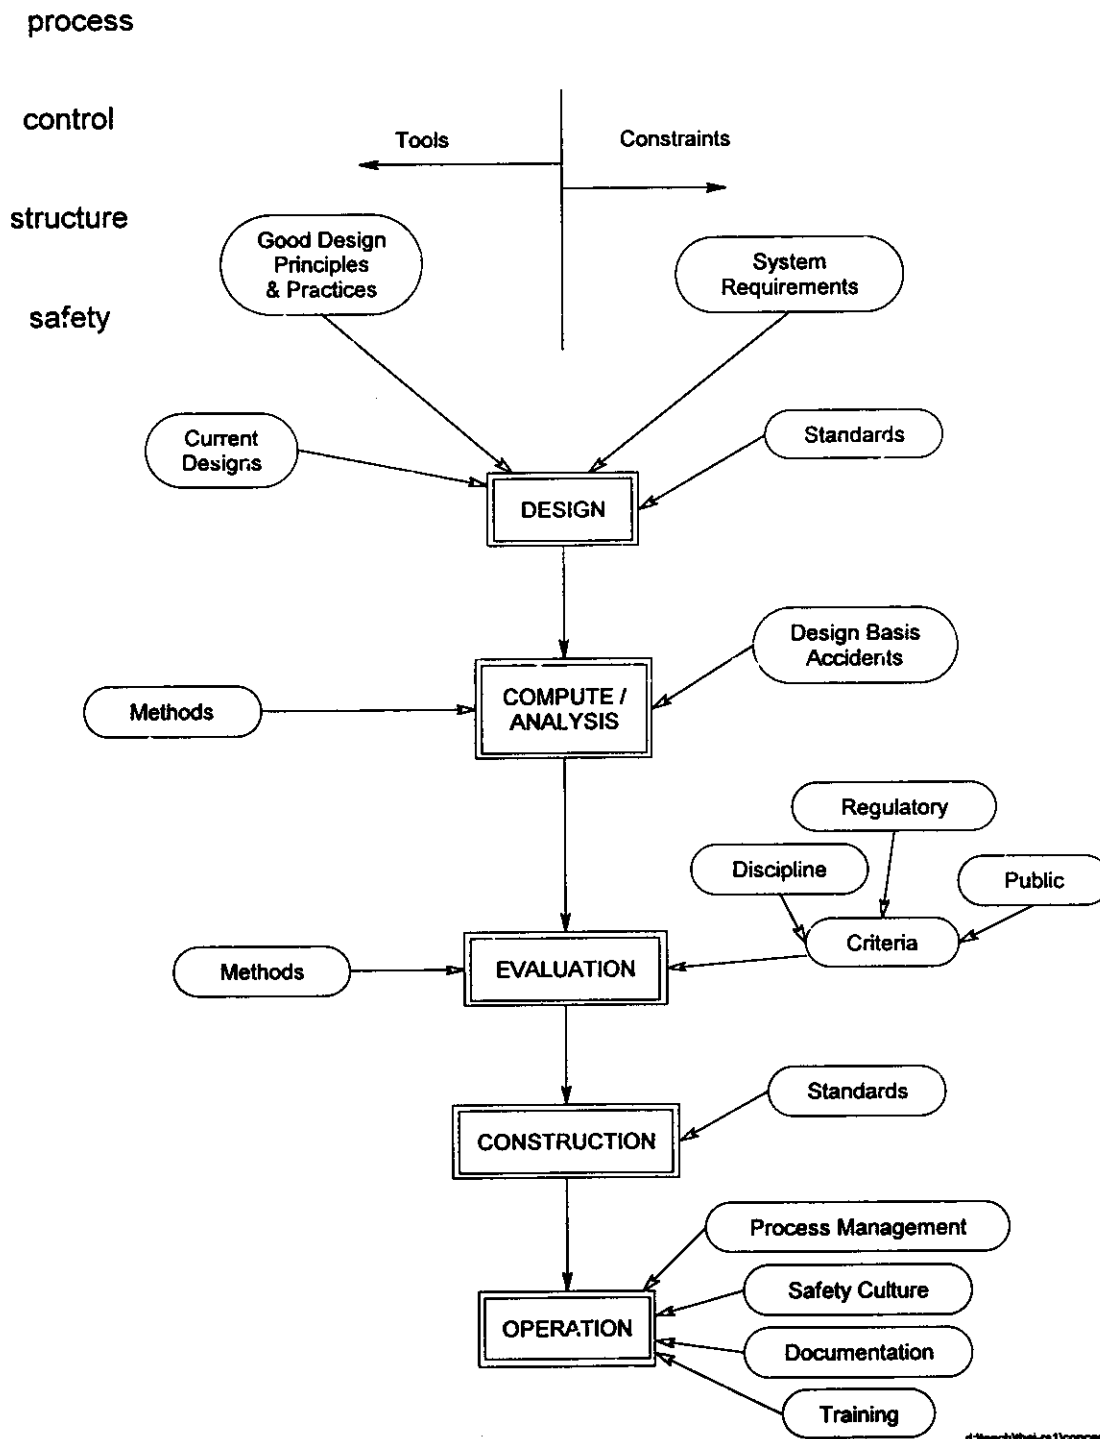 process
control
Tools
Constraints
structure
Good Design
Principles
& Practices
System
Requirements
safety
Current
Designs
Standards
DESIGN
Design Basis
Accidents
Methods
COMPUTE /
ANALYSIS
Regulatory
Discipline
Public
Criteria
Methods
EVALUATION
Standards
CONSTRUCTION
Process Management
Safety Culture
OPERATION
Documentation
Training